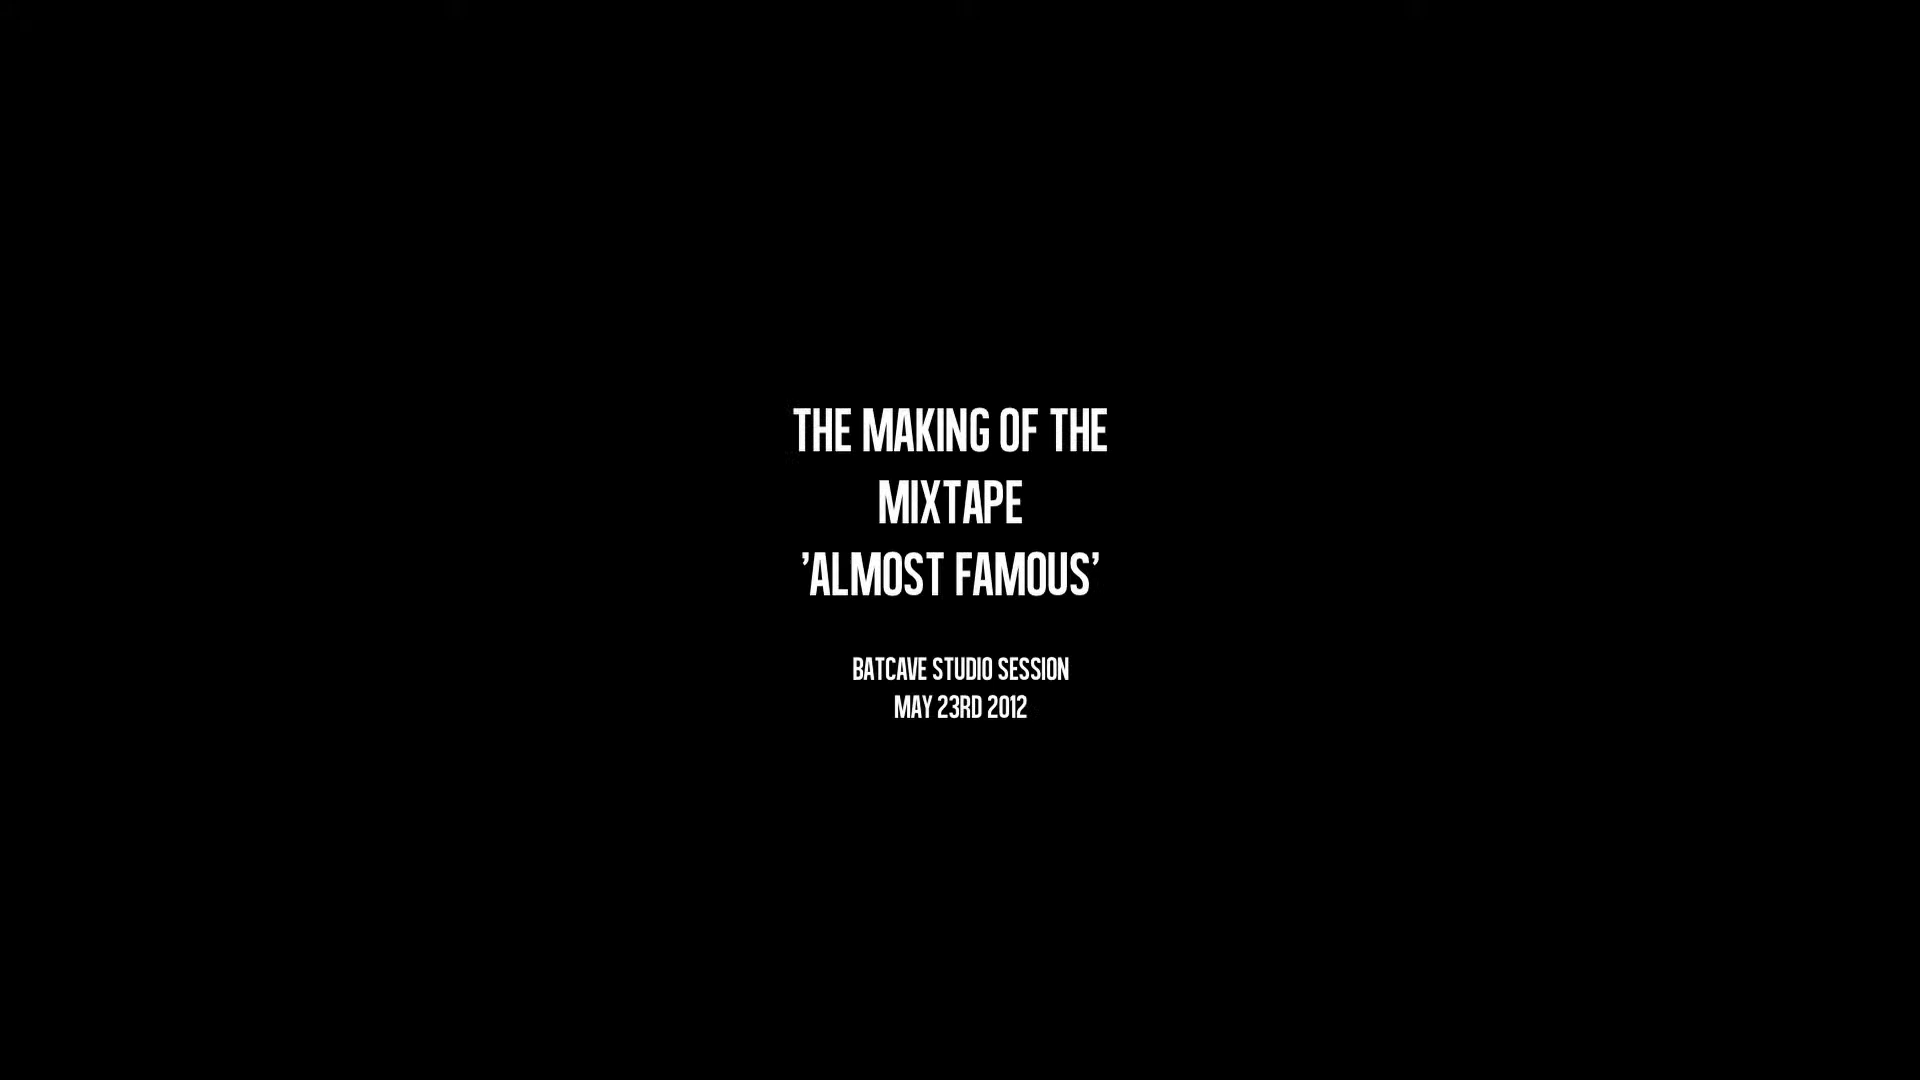 THE MAKING OF THE
MIXTAPE
’ALMOST FAMOUS’
BATCAVE STUDIO SESSION
MAY 23RD 2012